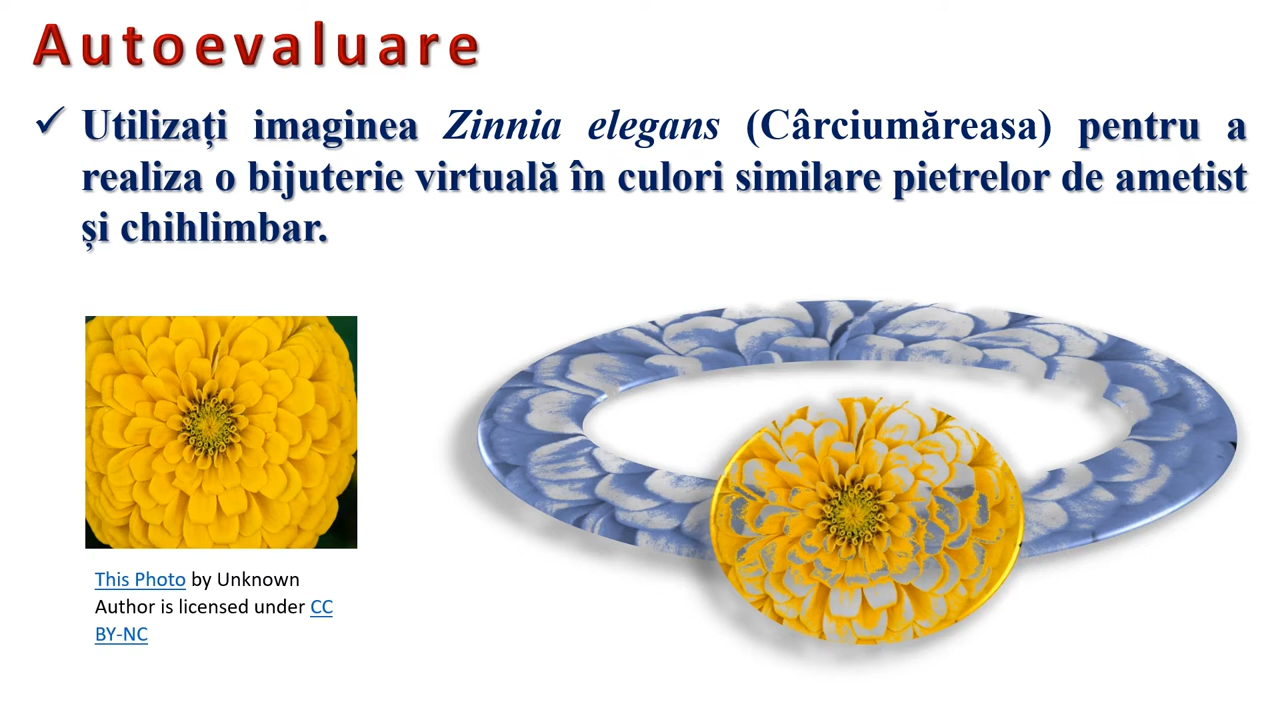 Autoevaluare
✓ Utilizați imaginea Zinnia elegans (Cârciumăreasa) pentru a
realiza o bijuterie virtuală în culori similare pietrelor de ametist
și chihlimbar.
This Photo by Unknown
Author is licensed under CC
BY-NC